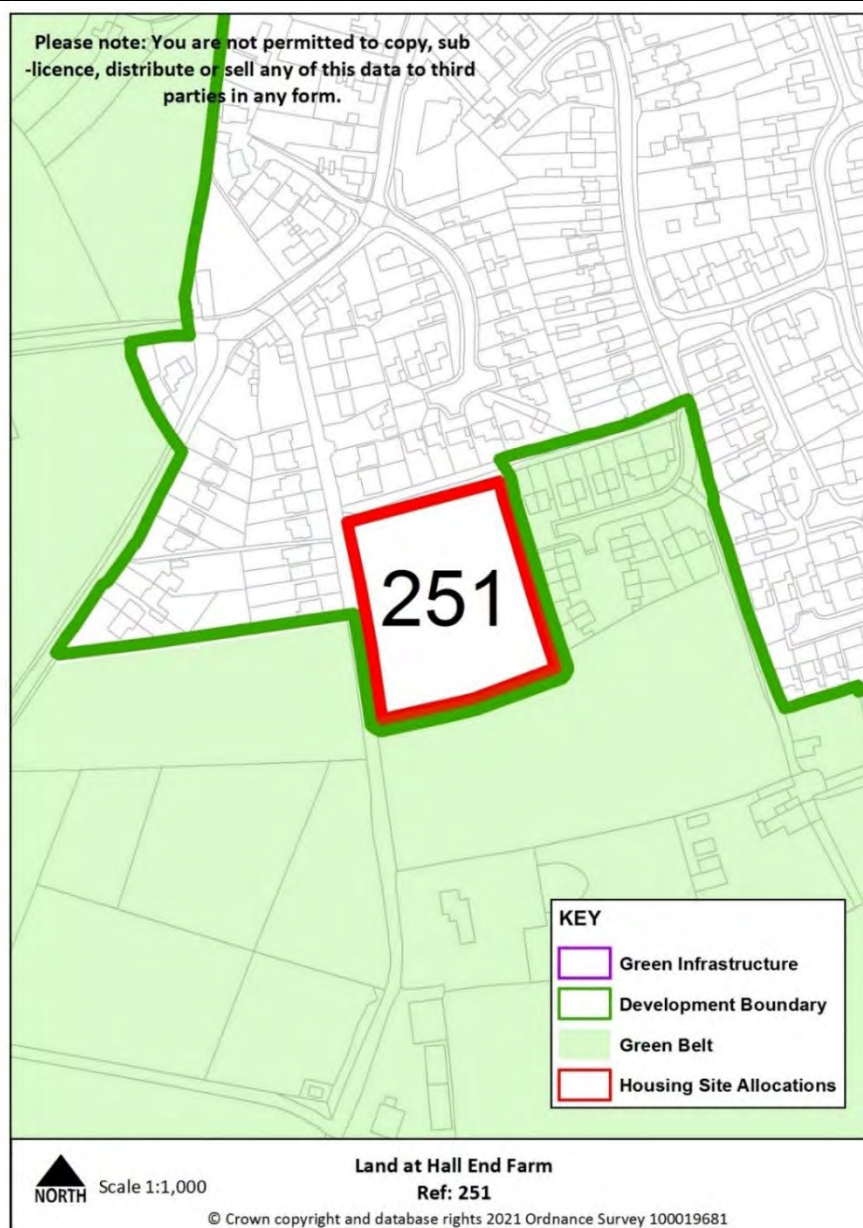 Please note: You are not permitted to copy, sub
-licence, distribute or sell any of this data to third
parties in any form.
251
KEY
Green Infrastructure
Development Boundary
Green Belt
Housing Site Allocations
NORTH
Scale 1:1,000
Land at Hall End Farm
Ref: 251
© Crown copyright and database rights 2021 Ordnance Survey 100019681